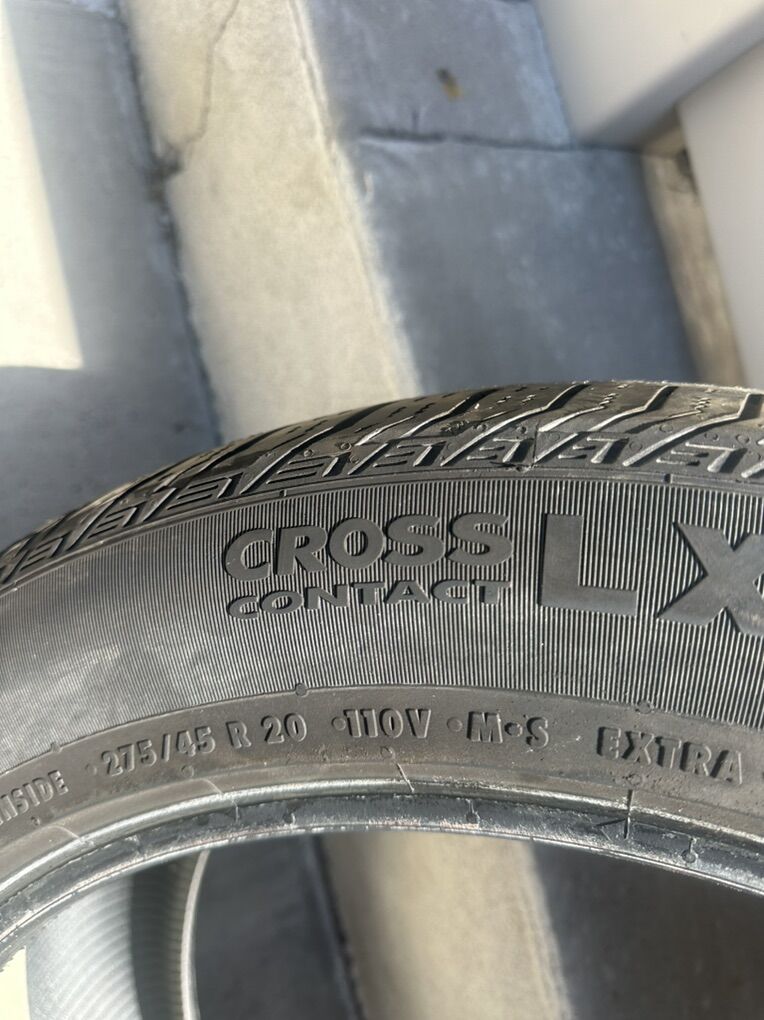 CROSS
CONTACT
LX
INSIDE · 275/45 R 20 · 110V · M·S EXTRA